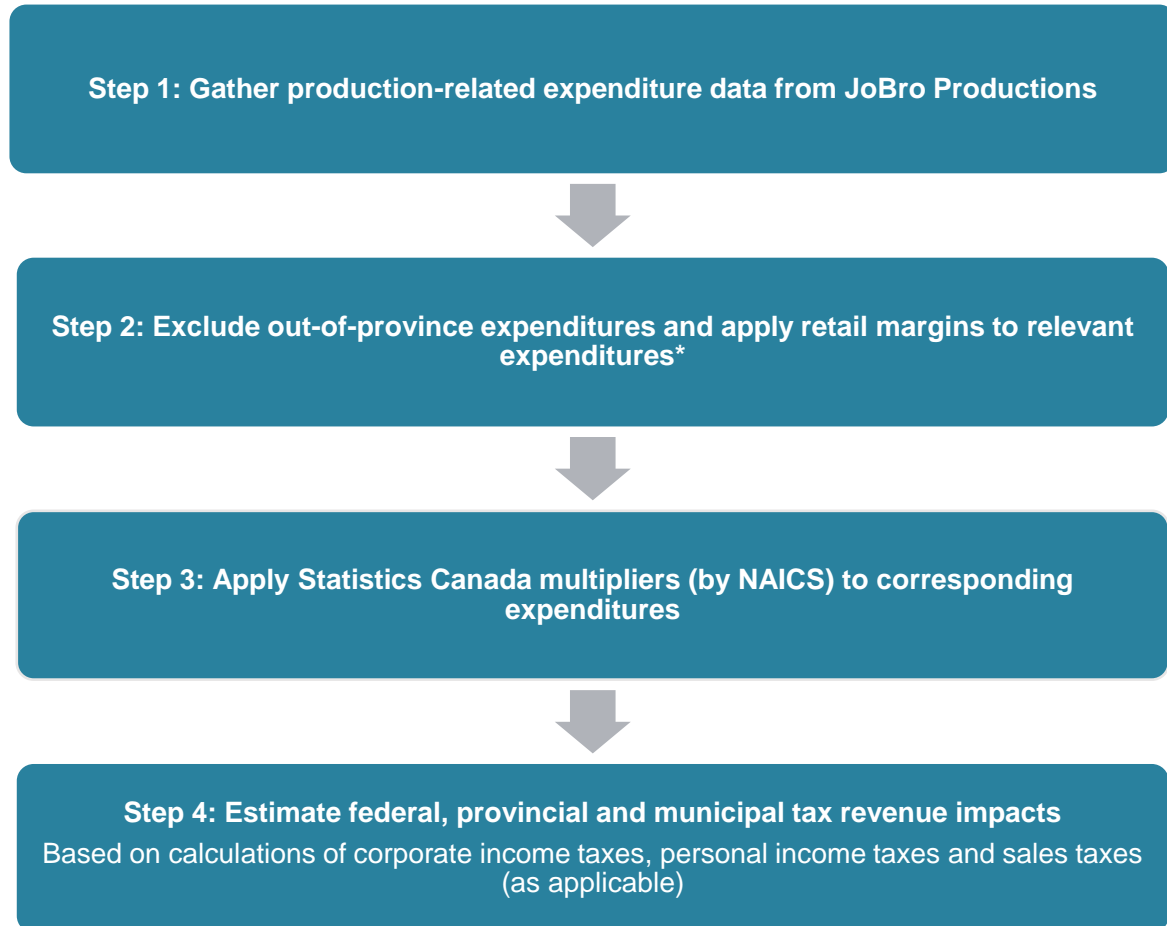 Step 1: Gather production-related expenditure data from JoBro Productions
Step 2: Exclude out-of-province expenditures and apply retail margins to relevant
expenditures*
Step 3: Apply Statistics Canada multipliers (by NAICS) to corresponding
expenditures
Step 4: Estimate federal, provincial and municipal tax revenue impacts
Based on calculations of corporate income taxes, personal income taxes and sales taxes
(as applicable)